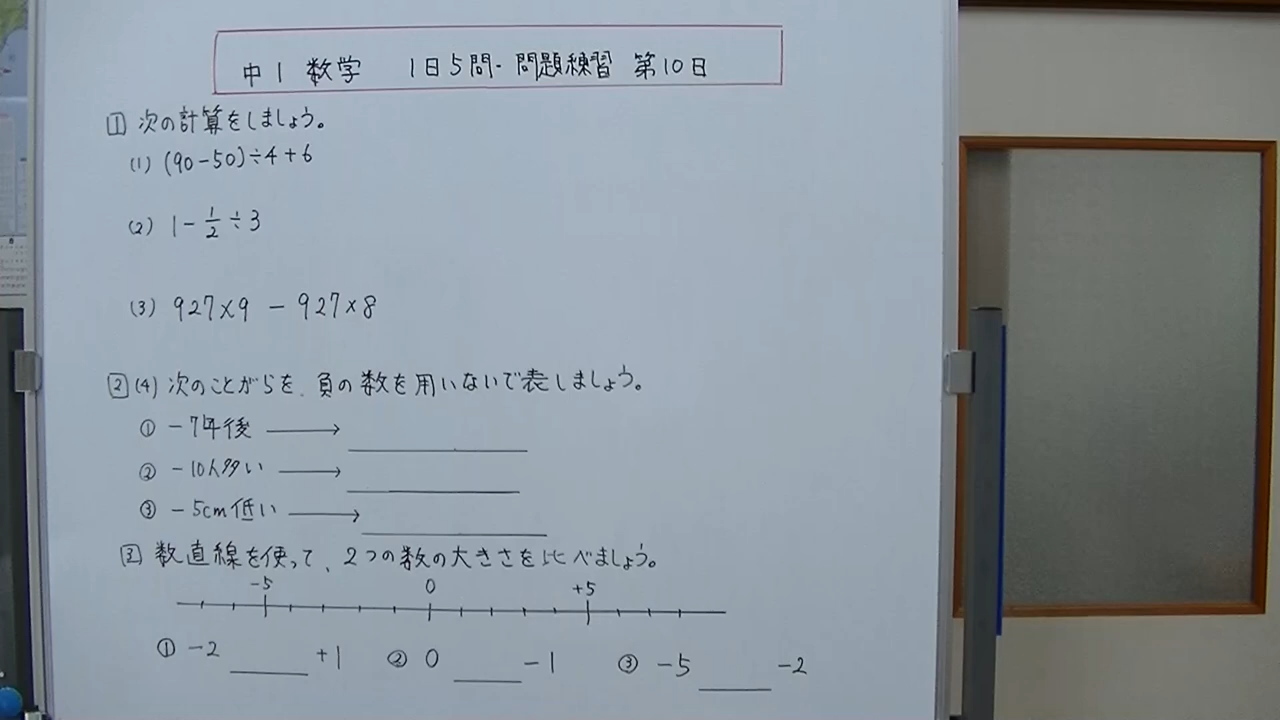 中1 数学 1日5問・問題練習 第10日
1 次の計算をしましょう。
(1) (90-50)÷4+6
(2) 1-1/2÷3
(3) 927×9 - 927×8
2 (4) 次のことがらを、負の数を用いないで表しましょう。
① -7年後 →
② -10人多い →
③ -5cm低い →
3 数直線を使って、2つの数の大きさを比べましょう。
-5 0 +5
① -2 ____ +1 ② 0 ____ -1 ③ -5 ____ -2